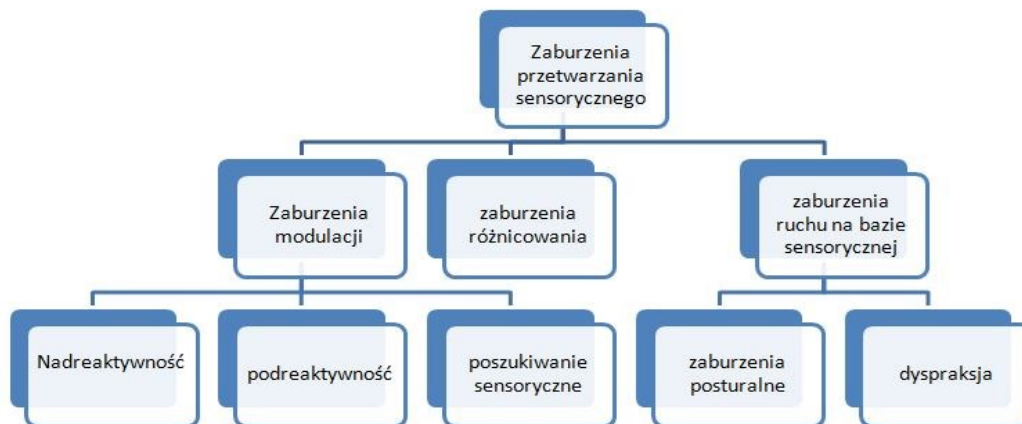 Zaburzenia
przetwarzania
sensorycznego
Zaburzenia
modulacji
zaburzenia
różnicowania
zaburzenia
ruchu na bazie
sensorycznej
Nadreaktywność
podreaktywność
poszukiwanie
sensoryczne
zaburzenia
posturalne
dyspraksja